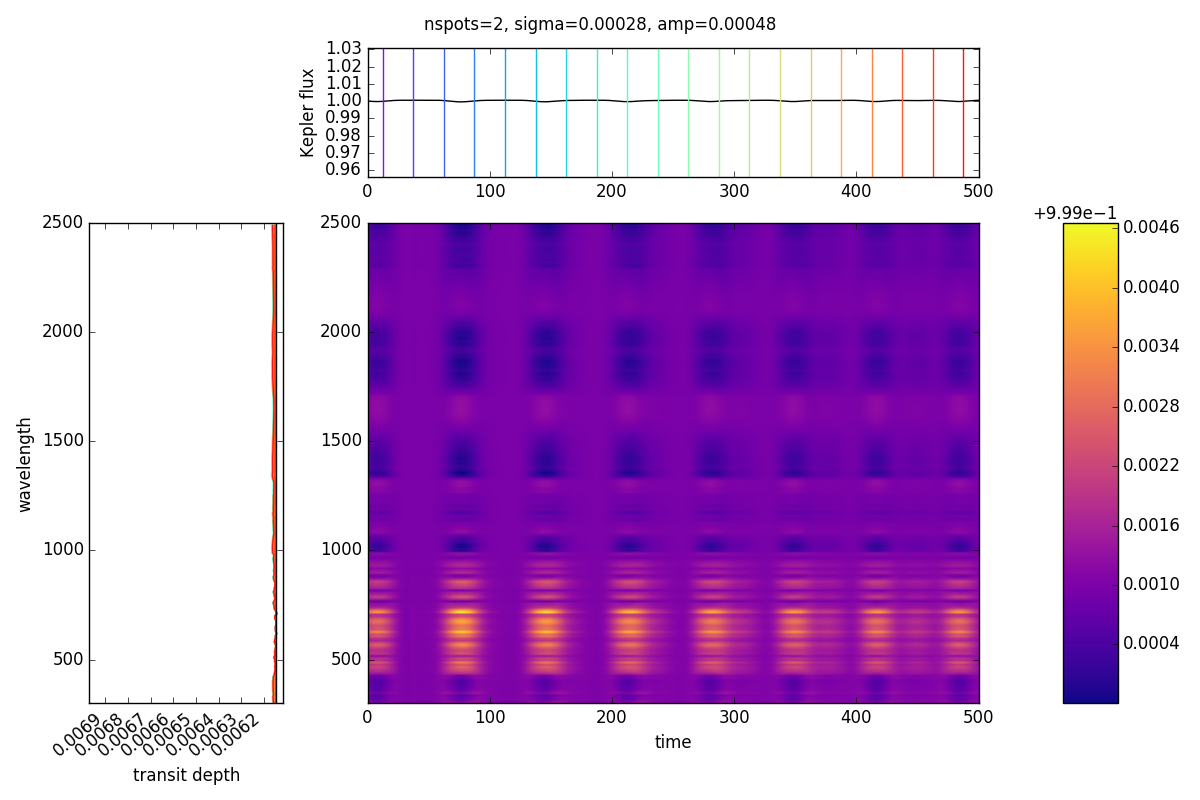 nspots=2, sigma=0.00028, amp=0.00048
Kepler flux
1.03
1.02
1.01
1.00
0.99
0.98
0.97
0.96
0 100 200 300 400 500
wavelength
2500
2000
1500
1000
500
0.0069 0.0068 0.0067 0.0066 0.0065 0.0064 0.0063 0.0062
transit depth
2500
2000
1500
1000
500
0 100 200 300 400 500
time
+9.99e−1
0.0046
0.0040
0.0034
0.0028
0.0022
0.0016
0.0010
0.0004